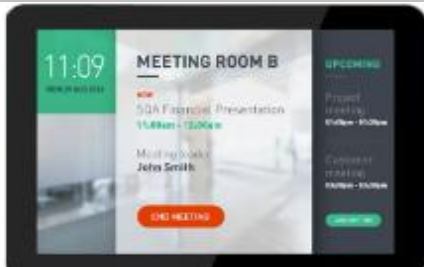 11:09
MEETING ROOM B
NOW
SQA Financial Presentation
11:00am - 12:00am
Meeting leader
John Smith
END MEETING
UPCOMING
Project
meeting
Customer
meeting